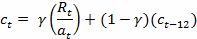 c_t = γ(R_t/a_t) + (1 − γ)(c_{t−12})